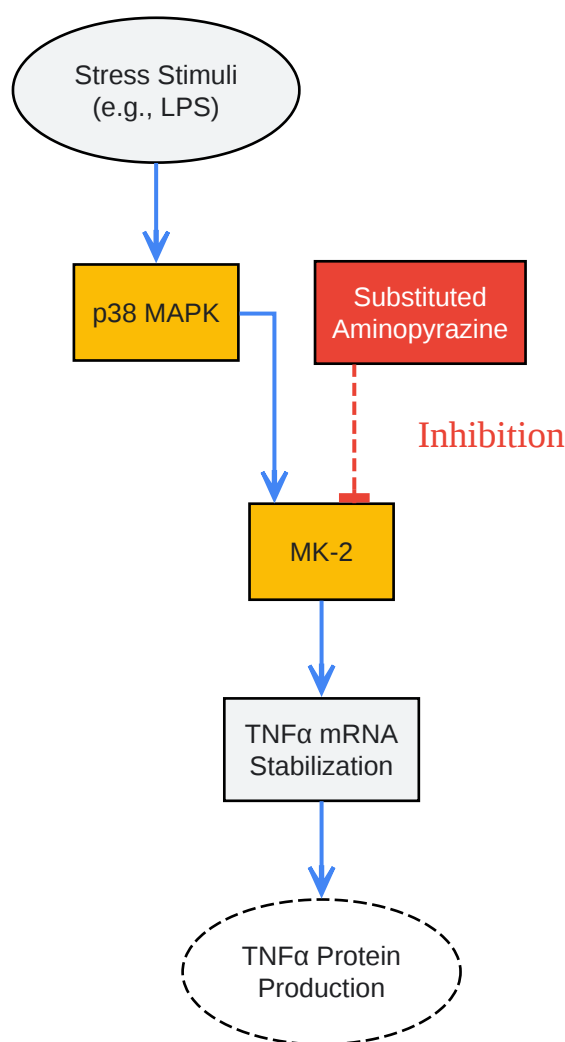 Stress Stimuli
(e.g., LPS)
p38 MAPK
Substituted
Aminopyrazine
Inhibition
MK-2
TNFα mRNA
Stabilization
TNFα Protein
Production